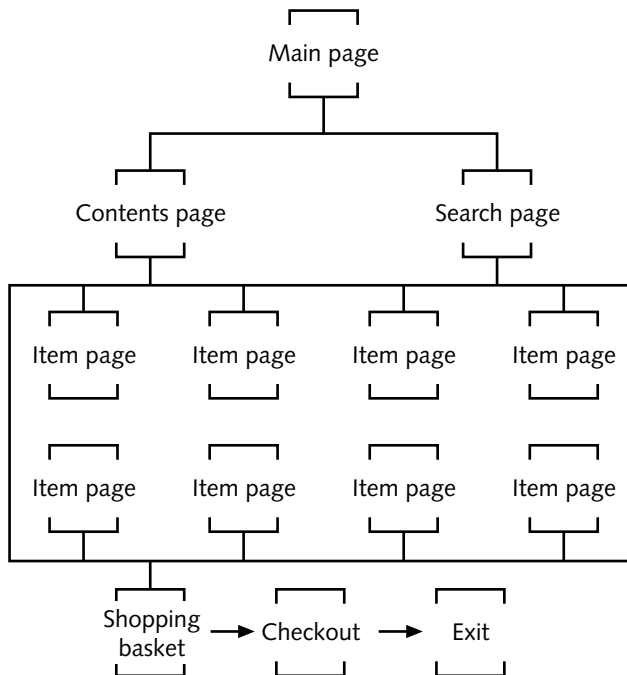 Main page
Contents page
Search page
Item page
Item page
Item page
Item page
Item page
Item page
Item page
Item page
Shopping
basket
Checkout
Exit